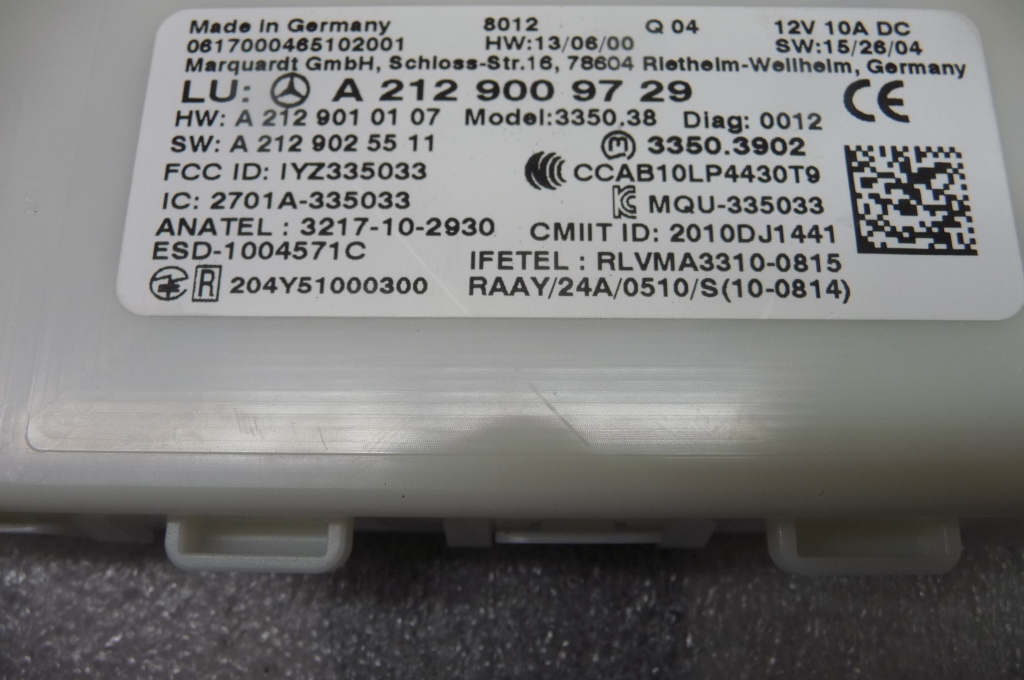 Made in Germany 8012 Q 04 12V 10A DC
0617000465102001 HW:13/06/00 SW:15/26/04
Marquardt GmbH, Schloss-Str.16, 78604 Rietheim-Weilheim, Germany
LU: A 212 900 97 29 CE
HW: A 212 901 01 07 Model:3350.38 Diag: 0012
SW: A 212 902 55 11 M 3350.3902
FCC ID: IYZ335033 CCAB10LP4430T9
IC: 2701A-335033 MQU-335033
ANATEL : 3217-10-2930 CMIIT ID: 2010DJ1441
ESD-1004571C IFETEL : RLVMA3310-0815
R 204Y51000300 RAAY/24A/0510/S(10-0814)